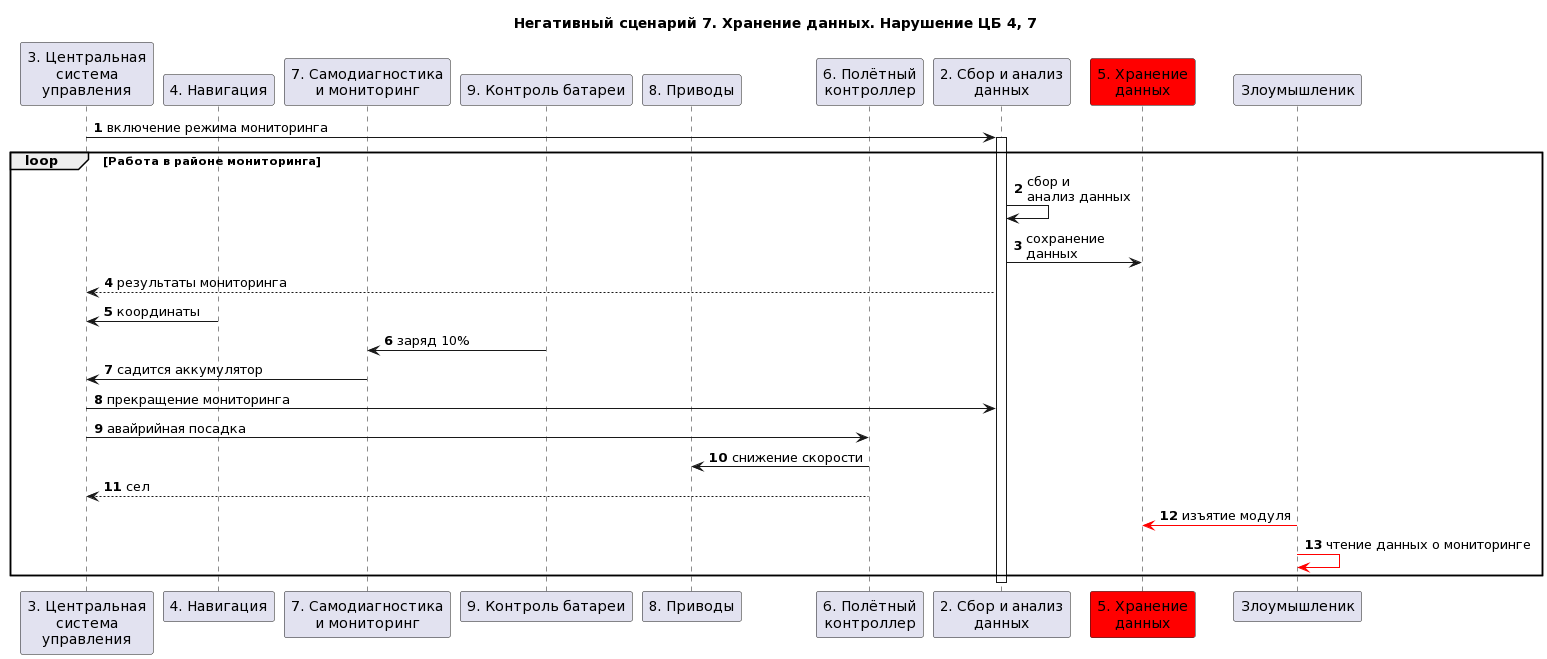 Негативный сценарий 7. Хранение данных. Нарушение ЦБ 4, 7
3. Центральная
система
управления
4. Навигация
7. Самодиагностика
и мониторинг
9. Контроль батареи
8. Приводы
6. Полётный
контроллер
2. Сбор и анализ
данных
5. Хранение
данных
Злоумышленик
1 включение режима мониторинга
loop [Работа в районе мониторинга]
2 сбор и
анализ данных
3 сохранение
данных
4 результаты мониторинга
5 координаты
6 заряд 10%
7 садится аккумулятор
8 прекращение мониторинга
9 авайрийная посадка
10 снижение скорости
11 сел
12 изъятие модуля
13 чтение данных о мониторинге
3. Центральная
система
управления
4. Навигация
7. Самодиагностика
и мониторинг
9. Контроль батареи
8. Приводы
6. Полётный
контроллер
2. Сбор и анализ
данных
5. Хранение
данных
Злоумышленик